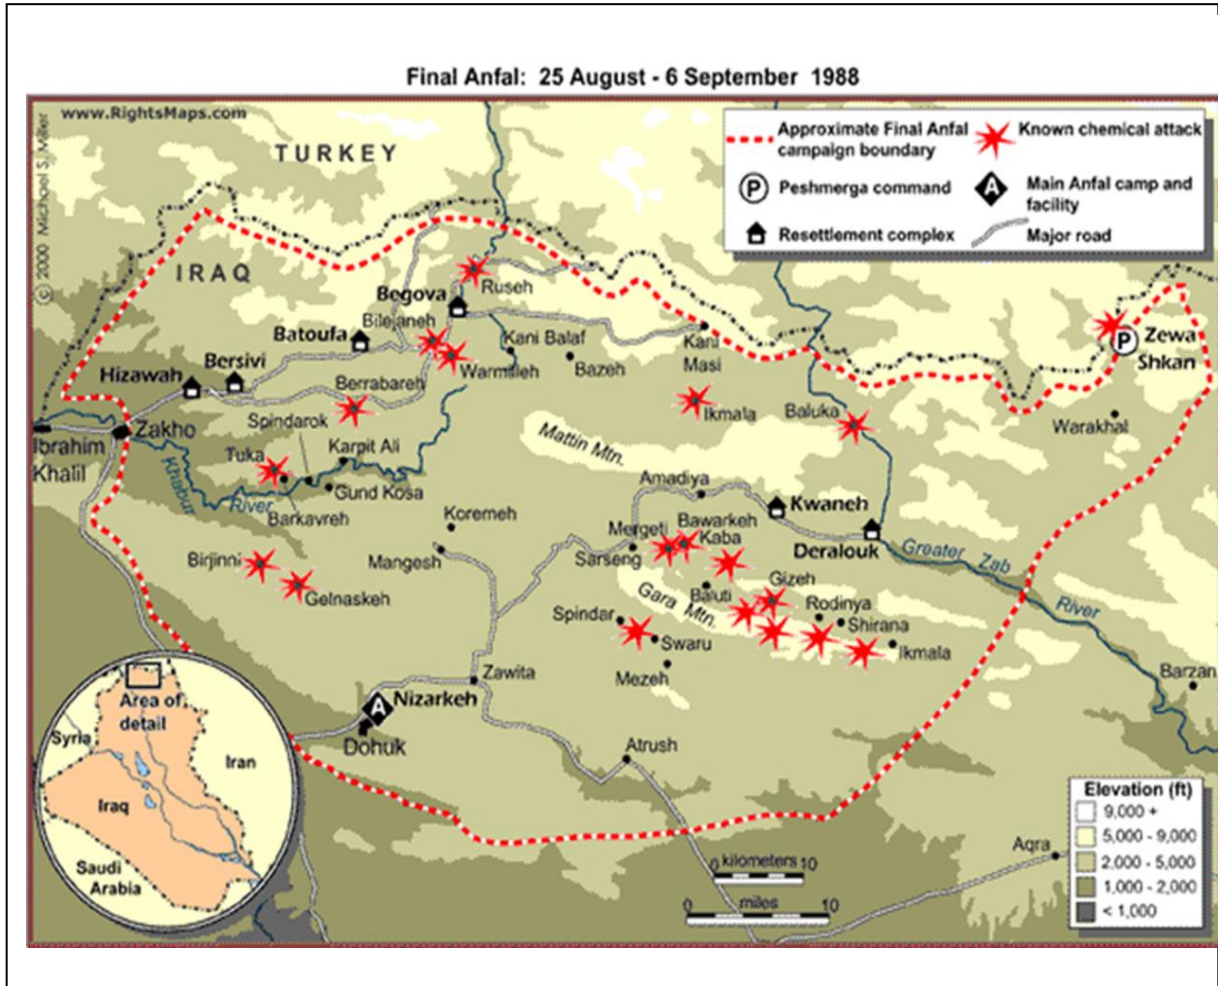 Final Anfal: 25 August - 6 September 1988
www.RightsMaps.com
© 2000 Michael S. Miller
TURKEY
IRAQ
Approximate Final Anfal
campaign boundary
Known chemical attack
Peshmerga command
P
A
Main Anfal camp and
facility
Resettlement complex
Major road
Ruseh
Begova
Bilejaneh
Batoufa
Bersivi
Hizawah
Kani Balaf
Kani
Masi
Zewa
Shkan
P
Warmileh
Bazeh
Berrabareh
Ikmala
Baluka
Warakhal
Spindarok
Zakho
Ibrahim
Khalil
Karpit Ali
Tuka
Mattin Mtn.
Khabur
River
Gund Kosa
Barkavreh
Amadiya
Kwaneh
Koremeh
Mergeti
Bawarkeh
Kaba
Deralouk
Greater Zab
River
Mangesh
Sarseng
Birjinni
Gelnaskeh
Baluti
Gizeh
Gara Mtn.
Rodinya
Shirana
Spindar
Swaru
Ikmala
Mezeh
Zawita
Barzan
A
Nizarkeh
Dohuk
Atrush
Area of
detail
Syria
Iran
Iraq
Saudi
Arabia
Aqra
0 kilometers 10
0 miles 10
Elevation (ft)
9,000 +
5,000 - 9,000
2,000 - 5,000
1,000 - 2,000
< 1,000